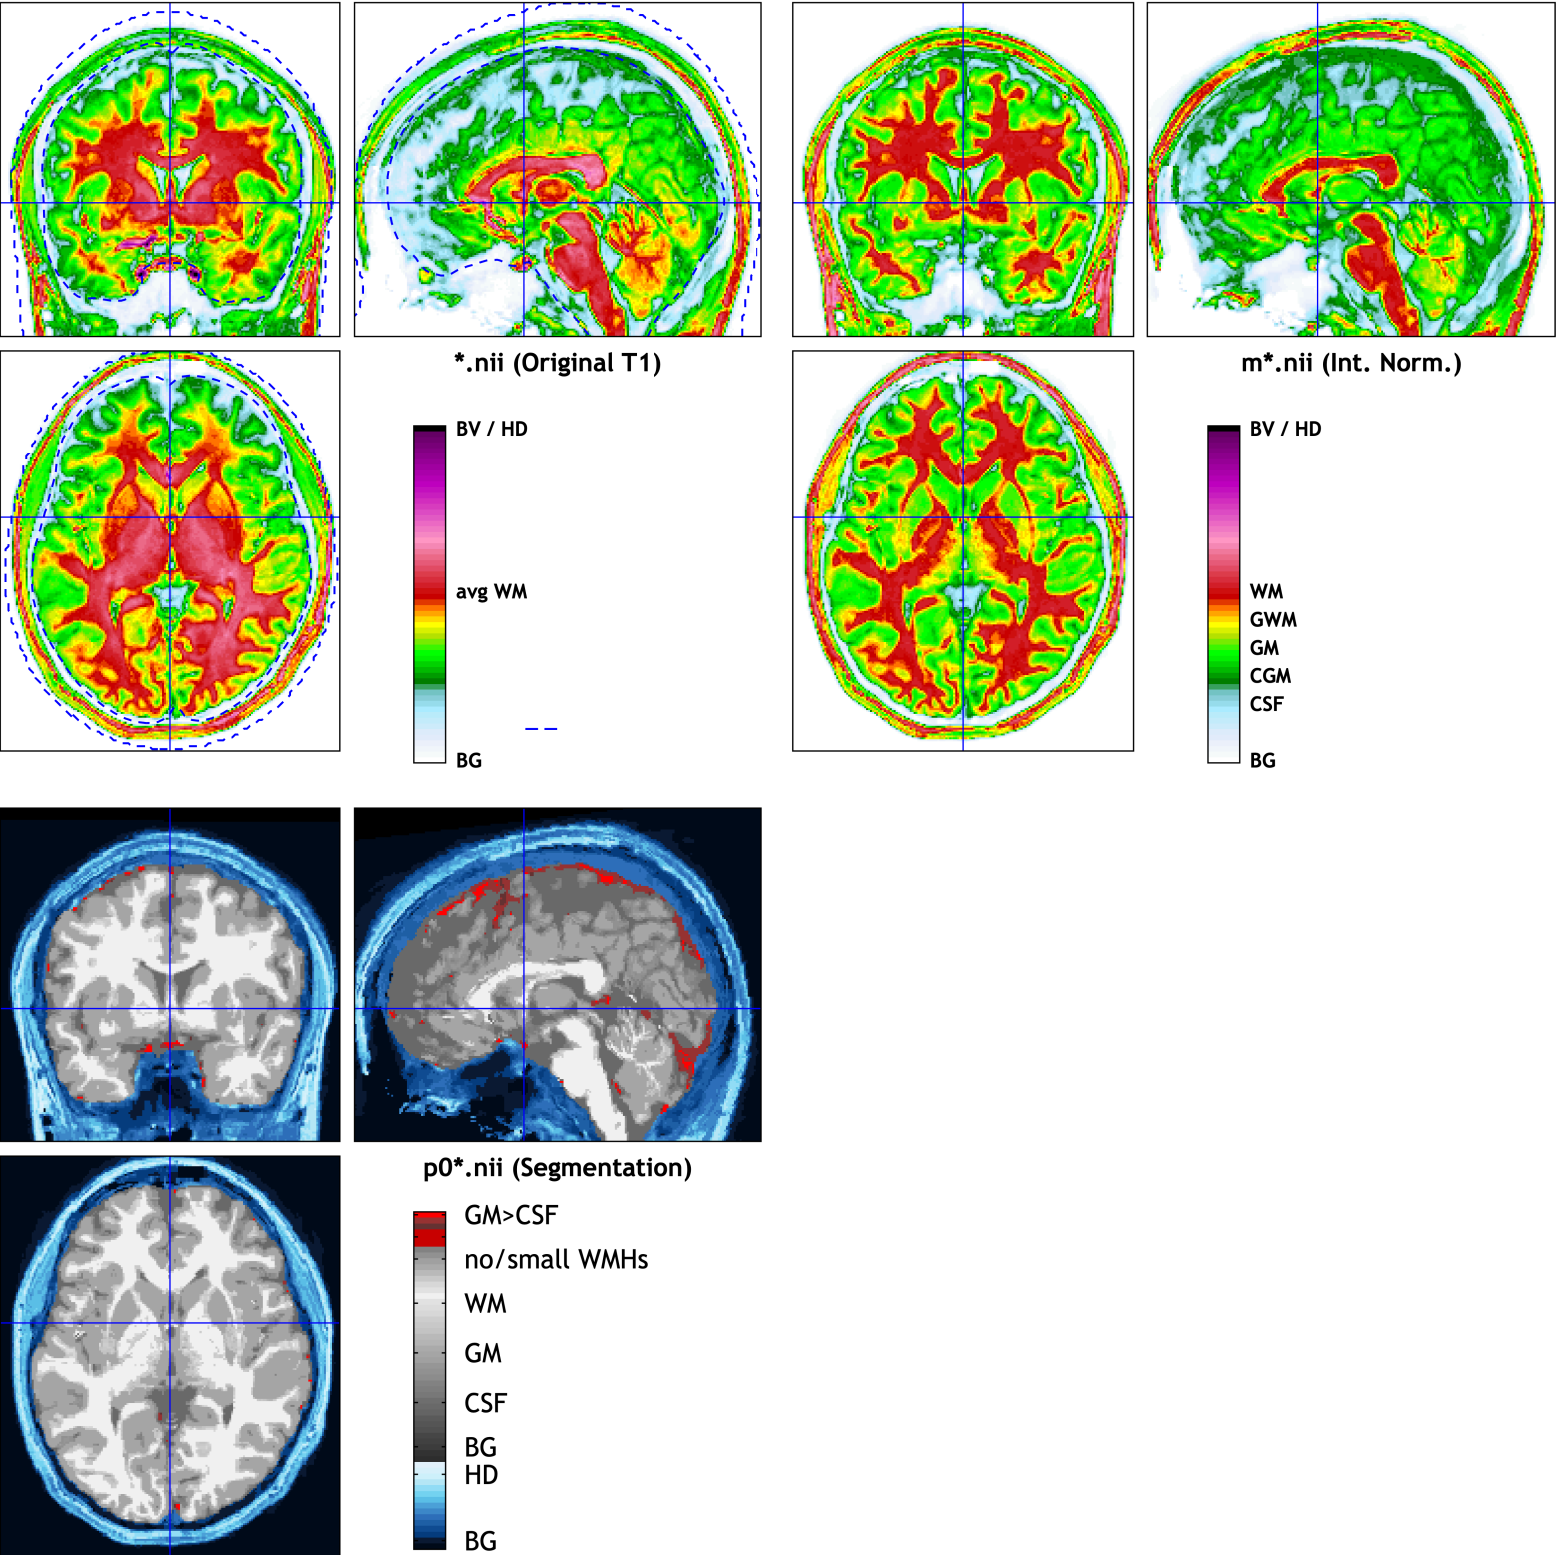 *.nii (Original T1)
BV / HD
avg WM
BG
m*.nii (Int. Norm.)
BV / HD
WM
GWM
GM
CGM
CSF
BG
p0*.nii (Segmentation)
GM>CSF
no/small WMHs
WM
GM
CSF
BG
HD
BG